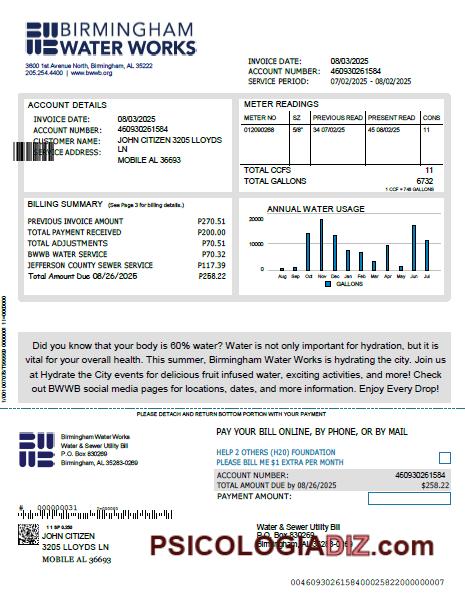 BIRMINGHAM
WATER WORKS
3600 1st Avenue North, Birmingham, AL 35222
205.254.4400 | www.bwwb.org
INVOICE DATE: 08/03/2025
ACCOUNT NUMBER: 460930261584
SERVICE PERIOD: 07/02/2025 - 08/02/2025
ACCOUNT DETAILS
INVOICE DATE: 08/03/2025
ACCOUNT NUMBER: 460930261584
CUSTOMER NAME: JOHN CITIZEN 3205 LLOYDS LN
SERVICE ADDRESS:
MOBILE AL 36693
METER READINGS
METER NO SZ PREVIOUS READ PRESENT READ CONS
012090268 5/8" 34 07/02/25 45 08/02/25 11
TOTAL CCFS 11
TOTAL GALLONS 6732
1 CCF = 748 GALLONS
BILLING SUMMARY (See Page 3 for billing details.)
PREVIOUS INVOICE AMOUNT P270.51
TOTAL PAYMENT RECEIVED P200.00
TOTAL ADJUSTMENTS P70.51
BWWB WATER SERVICE P70.32
JEFFERSON COUNTY SEWER SERVICE P117.39
Total Amount Due 08/26/2025 P258.22
ANNUAL WATER USAGE
20000
10000
0
Aug Sep Oct Nov Dec Jan Feb Mar Apr May Jun Jul
GALLONS
Did you know that your body is 60% water? Water is not only important for hydration, but it is
vital for your overall health. This summer, Birmingham Water Works is hydrating the city. Join us
at Hydrate the City events for delicious fruit infused water, exciting activities, and more! Check
out BWWB social media pages for locations, dates, and more information. Enjoy Every Drop!
PLEASE DETACH AND RETURN BOTTOM PORTION WITH YOUR PAYMENT
Birmingham Water Works
Water & Sewer Utility Bill
P.O. Box 830269
Birmingham, AL 35283-0269
PAY YOUR BILL ONLINE, BY PHONE, OR BY MAIL
HELP 2 OTHERS (H20) FOUNDATION
PLEASE BILL ME $1 EXTRA PER MONTH
ACCOUNT NUMBER: 460930261584
TOTAL AMOUNT DUE by 08/26/2025 $258.22
PAYMENT AMOUNT:
# 000000031
11 SP 0.350
JOHN CITIZEN
3205 LLOYDS LN
MOBILE AL 36693
Water & Sewer Utility Bill
P.O. Box 830269
Birmingham, AL 35283-0269
PSICOLOGIADIZ.com